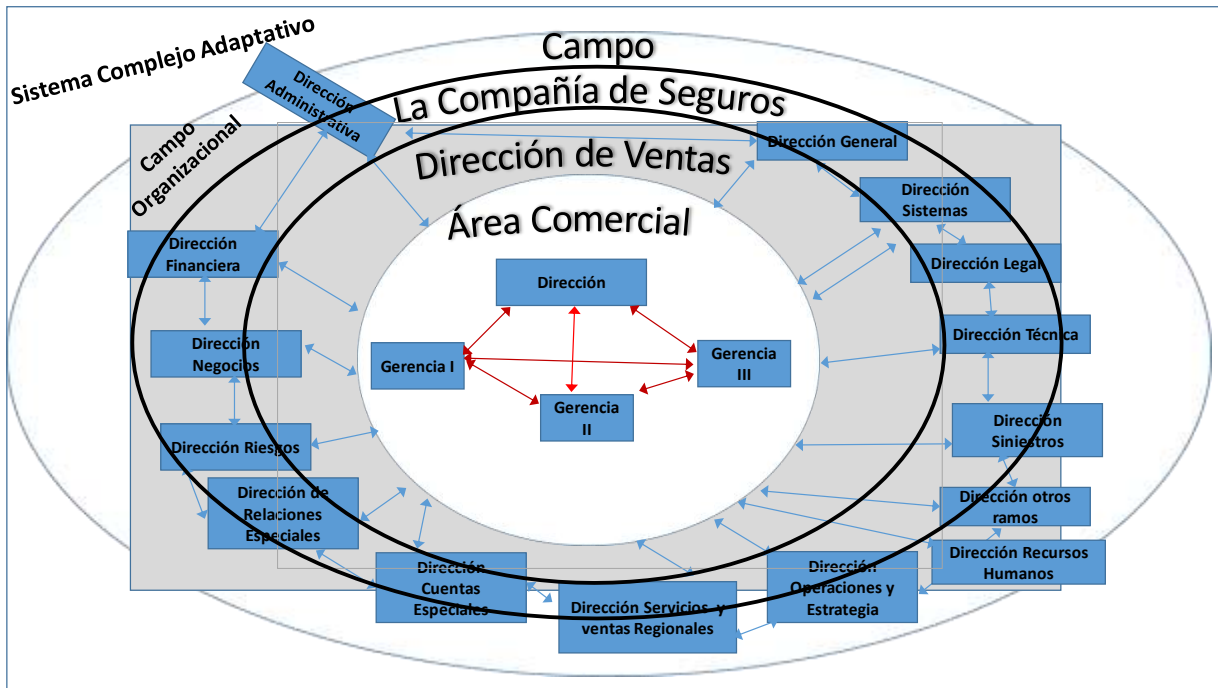 Sistema Complejo Adaptativo
Campo
La Compañía de Seguros
Campo
Organizacional
Dirección de Ventas
Área Comercial
Dirección
Administrativa
Dirección General
Dirección
Sistemas
Dirección Legal
Dirección Técnica
Dirección
Siniestros
Dirección otros
ramos
Dirección Recursos
Humanos
Dirección
Operaciones y
Estrategia
Dirección Servicios y
ventas Regionales
Dirección
Cuentas
Especiales
Dirección de
Relaciones
Especiales
Dirección Riesgos
Dirección
Negocios
Dirección
Financiera
Dirección
Gerencia I
Gerencia
II
Gerencia
III